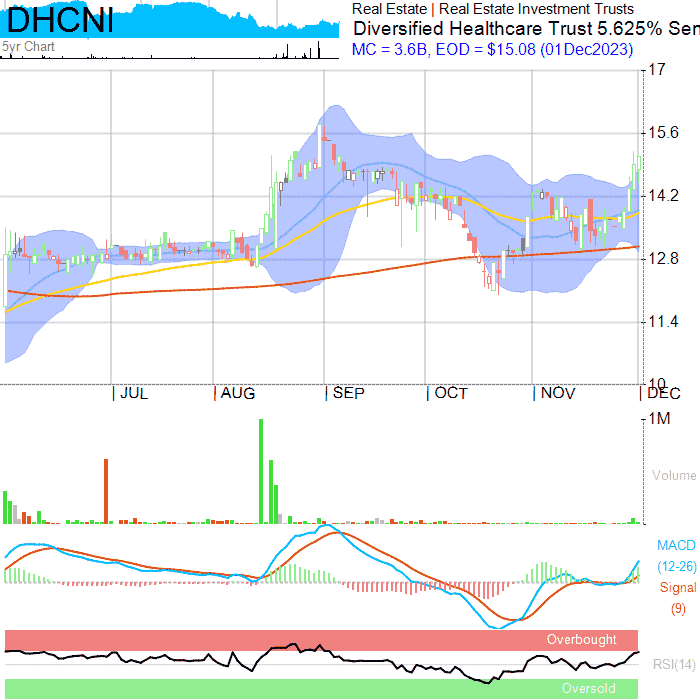 DHCNI
5yr Chart
Real Estate | Real Estate Investment Trusts
Diversified Healthcare Trust 5.625% Sen
MC = 3.6B, EOD = $15.08 (01Dec2023)
17
15.6
14.2
12.8
11.4
10
JUL AUG SEP OCT NOV DEC
1M
Volume
MACD
(12-26)
Signal
(9)
Overbought
RSI(14)
Oversold